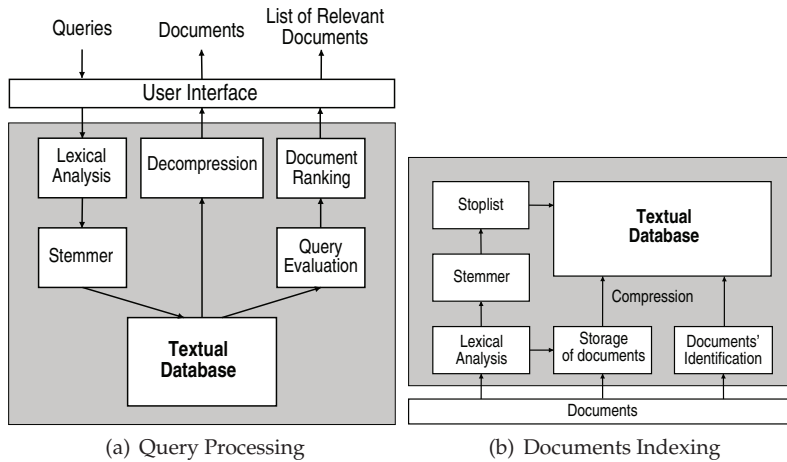 Queries
Documents
List of Relevant
Documents
User Interface
Lexical
Analysis
Decompression
Document
Ranking
Stemmer
Query
Evaluation
Textual
Database
(a) Query Processing
Stoplist
Textual
Database
Stemmer
Compression
Lexical
Analysis
Storage
of documents
Documents'
Identification
Documents
(b) Documents Indexing